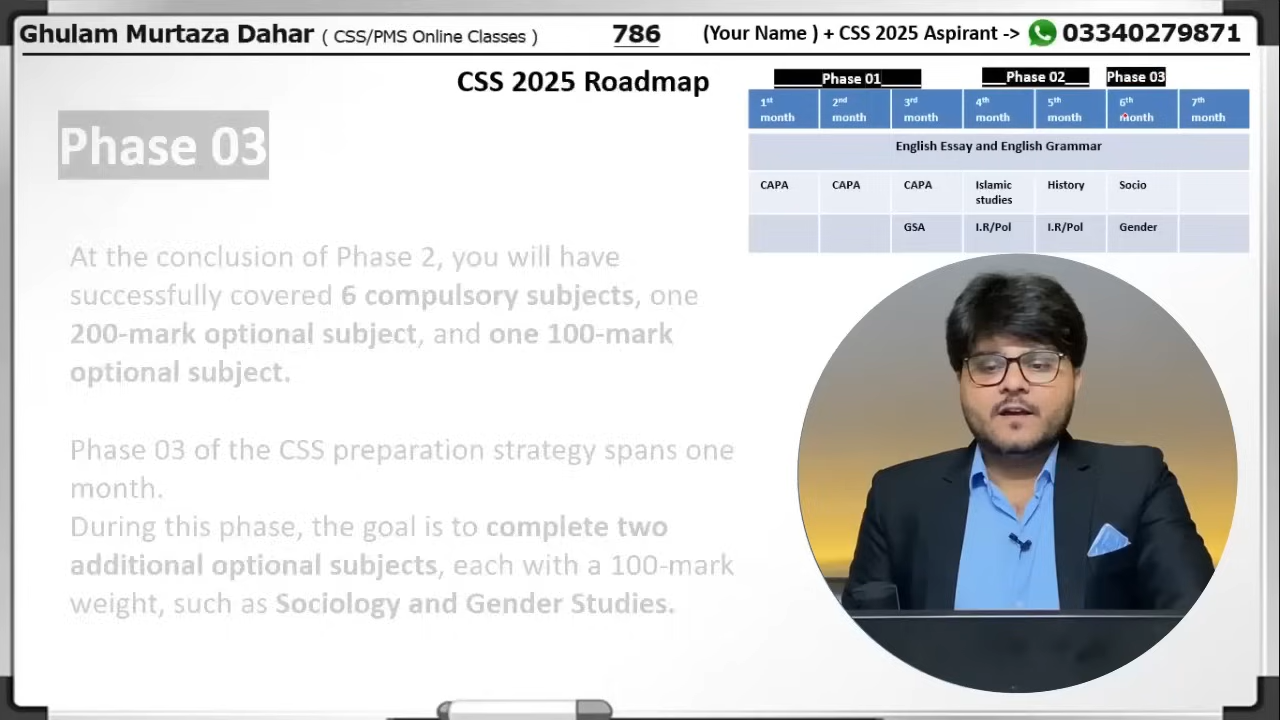 Ghulam Murtaza Dahar ( CSS/PMS Online Classes ) 786 (Your Name ) + CSS 2025 Aspirant -> 03340279871
CSS 2025 Roadmap
Phase 01 Phase 02 Phase 03
1st month 2nd month 3rd month 4th month 5th month 6th month 7th month
English Essay and English Grammar
CAPA CAPA CAPA Islamic studies History Socio
GSA I.R/Pol I.R/Pol Gender
Phase 03
At the conclusion of Phase 2, you will have
successfully covered 6 compulsory subjects, one
200-mark optional subject, and one 100-mark
optional subject.
Phase 03 of the CSS preparation strategy spans one
month.
During this phase, the goal is to complete two
additional optional subjects, each with a 100-mark
weight, such as Sociology and Gender Studies.